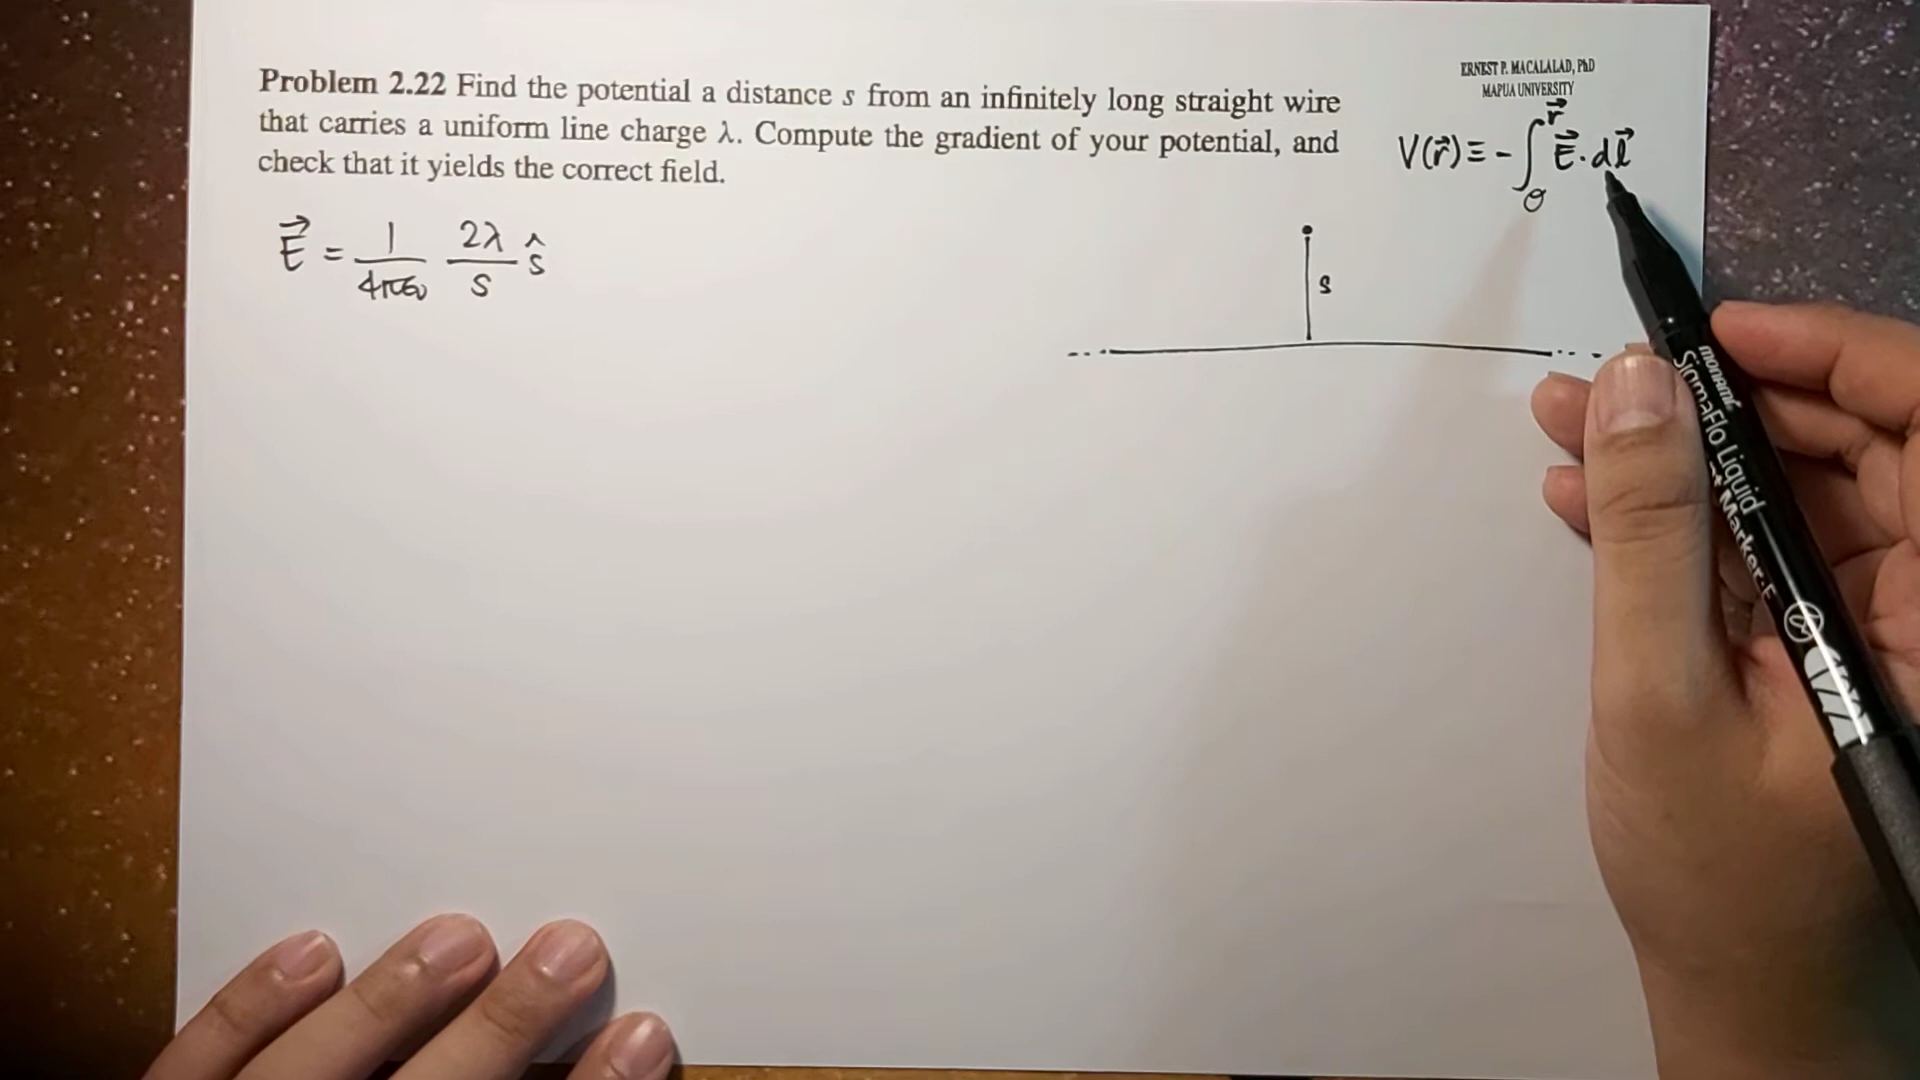 Problem 2.22 Find the potential a distance s from an infinitely long straight wire
that carries a uniform line charge λ. Compute the gradient of your potential, and
check that it yields the correct field.
ERNEST P. MACALALAD, PhD
MAPUA UNIVERSITY
V(r⃗) ≡ - ∫_O^r⃗ E⃗ · dl⃗
E⃗ = 1/(4πε₀) 2λ/s ŝ
s
monami
SigmaFlo Liquid
Marker·F